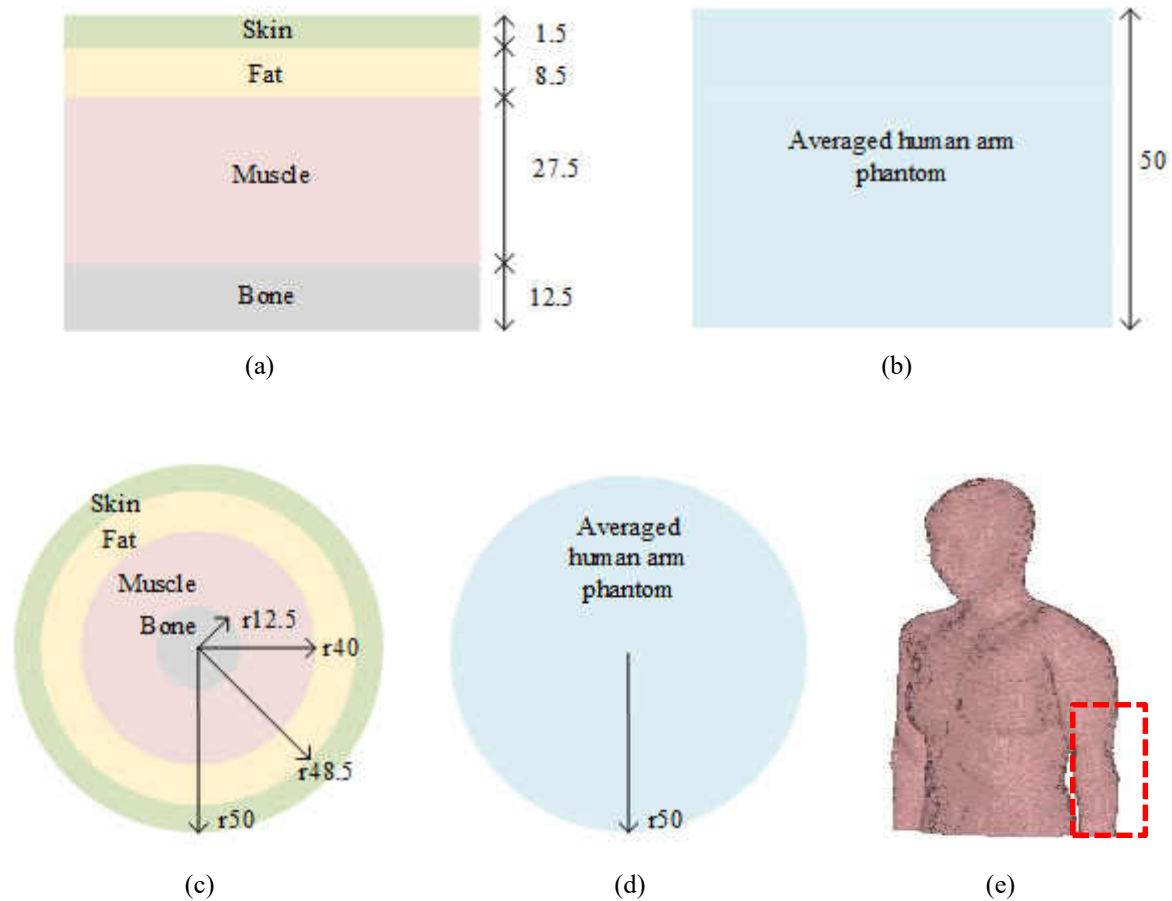 Skin
1.5
Fat
8.5
Muscle
27.5
Bone
12.5
(a)
Averaged human arm
phantom
50
(b)
Skin
Fat
Muscle
Bone
r12.5
r40
r48.5
r50
(c)
Averaged
human arm
phantom
r50
(d)
(e)